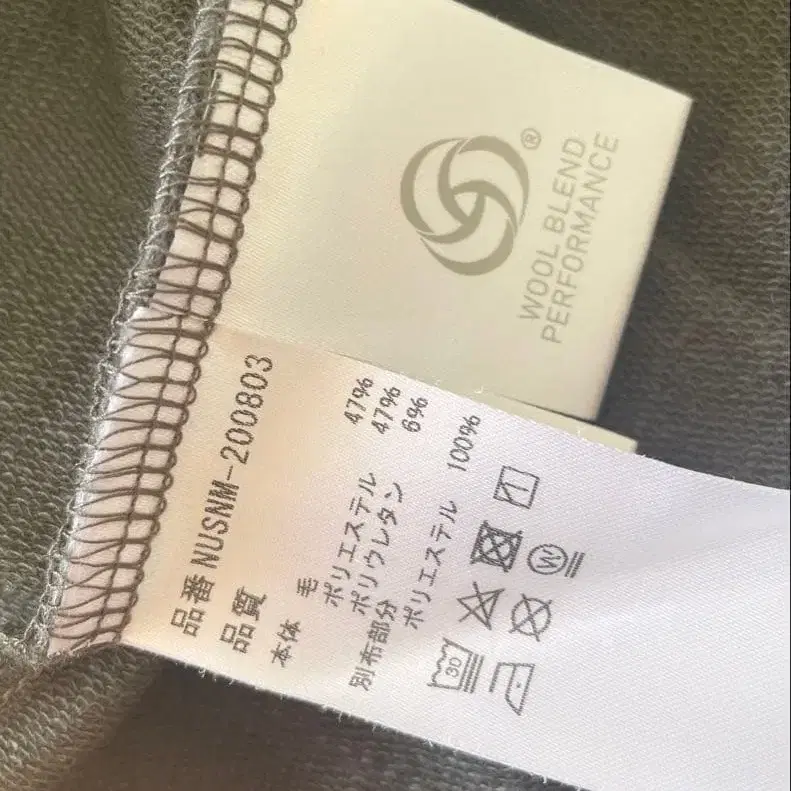 ®
WOOL BLEND
PERFORMANCE
品番 NUSNM-200803
品質
本体 毛 47%
ポリエステル 47%
ポリウレタン 6%
別布部分
ポリエステル 100%
30
W